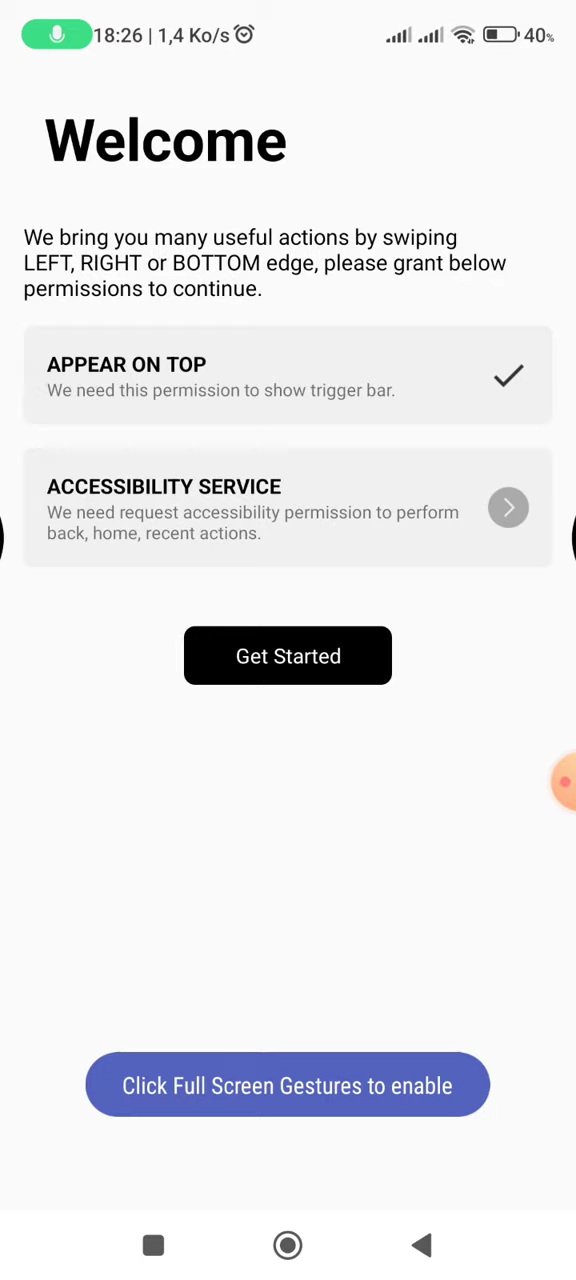 18:26 | 1,4 Ko/s 40%
Welcome
We bring you many useful actions by swiping
LEFT, RIGHT or BOTTOM edge, please grant below
permissions to continue.
APPEAR ON TOP
We need this permission to show trigger bar.
ACCESSIBILITY SERVICE
We need request accessibility permission to perform
back, home, recent actions.
Get Started
Click Full Screen Gestures to enable